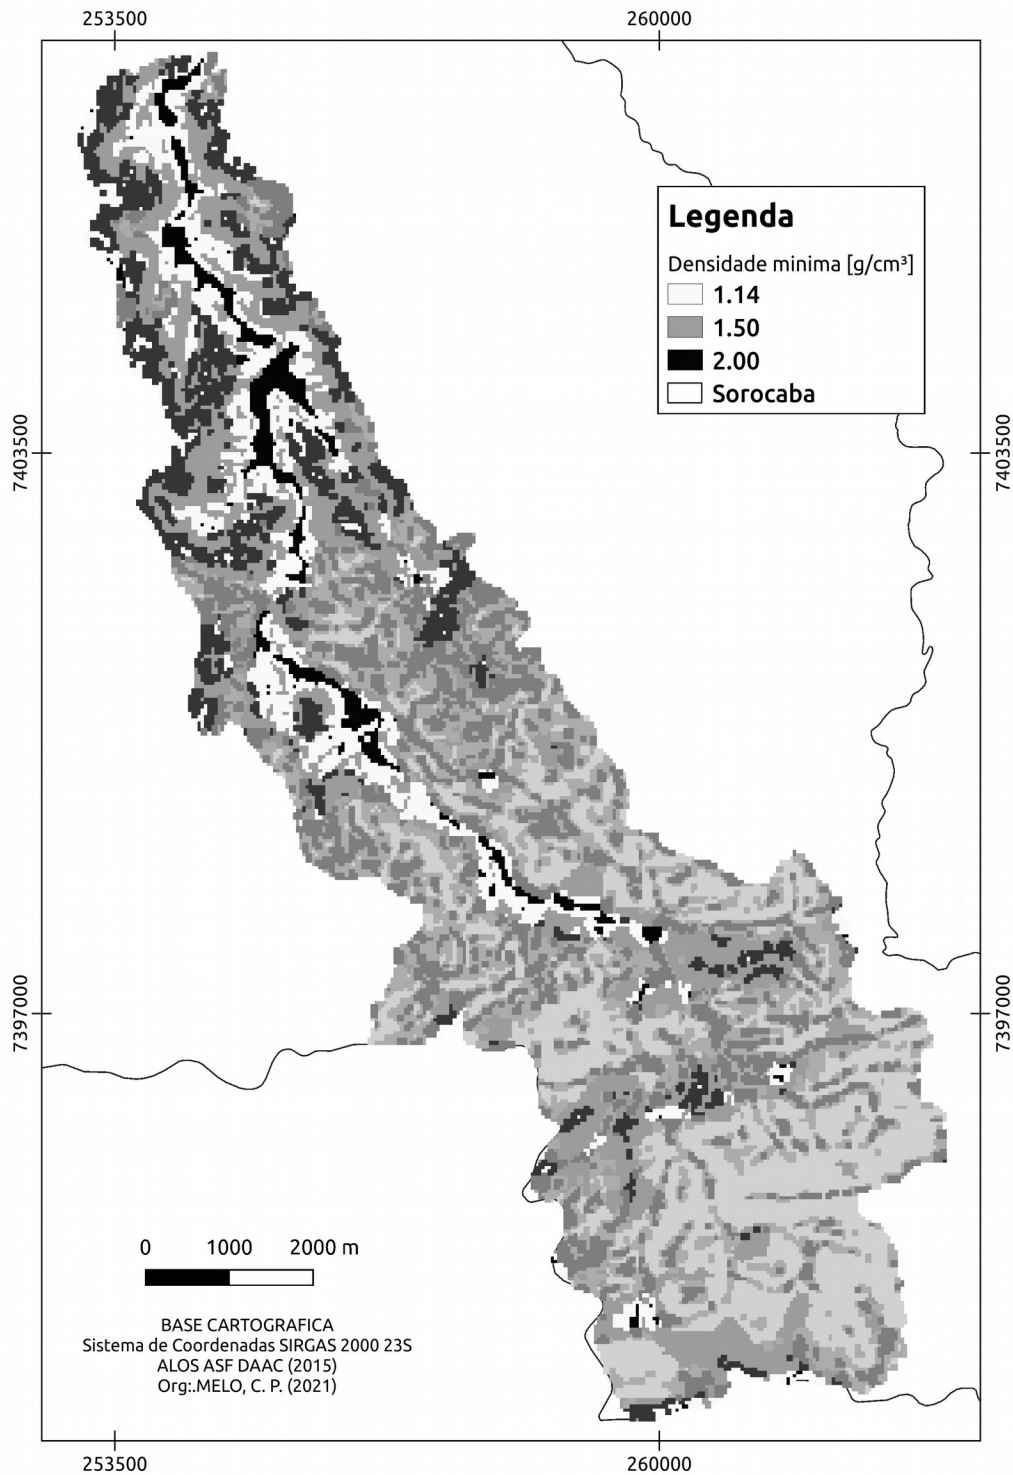 253500
260000
Legenda
Densidade minima [g/cm³]
1.14
1.50
2.00
Sorocaba
7403500
7403500
7397000
7397000
0 1000 2000 m
BASE CARTOGRAFICA
Sistema de Coordenadas SIRGAS 2000 23S
ALOS ASF DAAC (2015)
Org:.MELO, C. P. (2021)
253500
260000